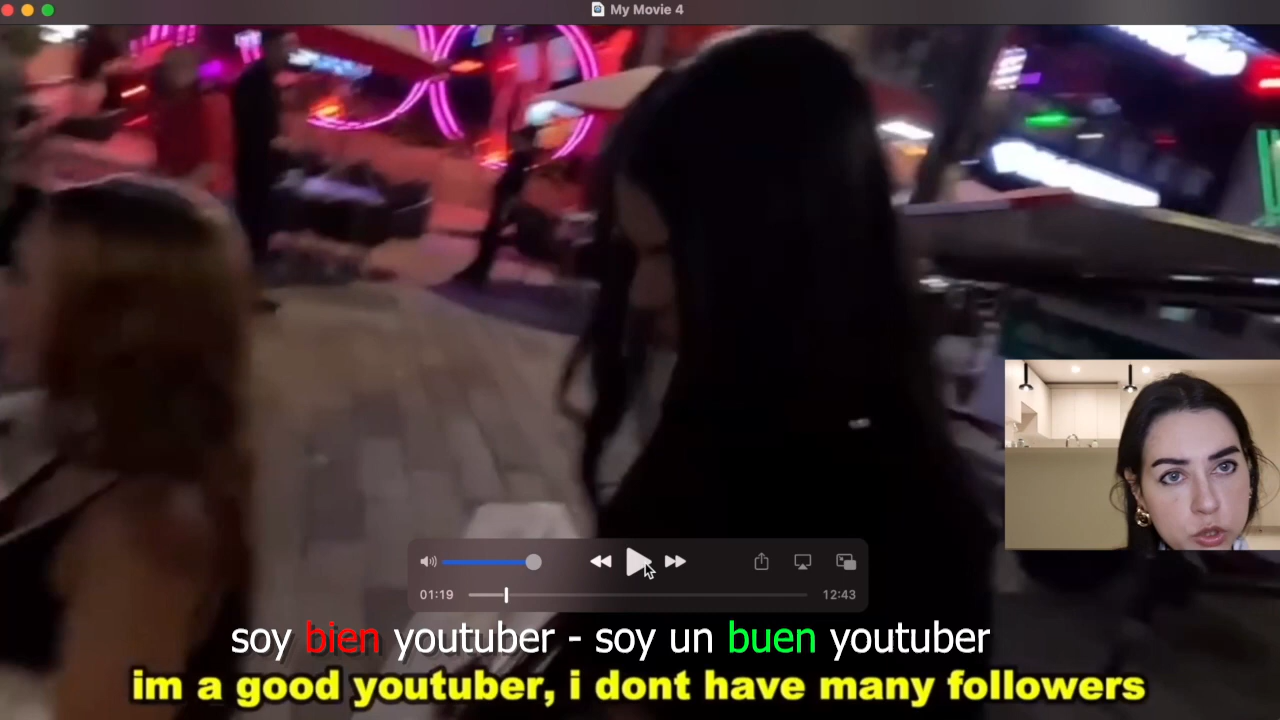 My Movie 4
01:19
12:43
soy bien youtuber - soy un buen youtuber
im a good youtuber, i dont have many followers